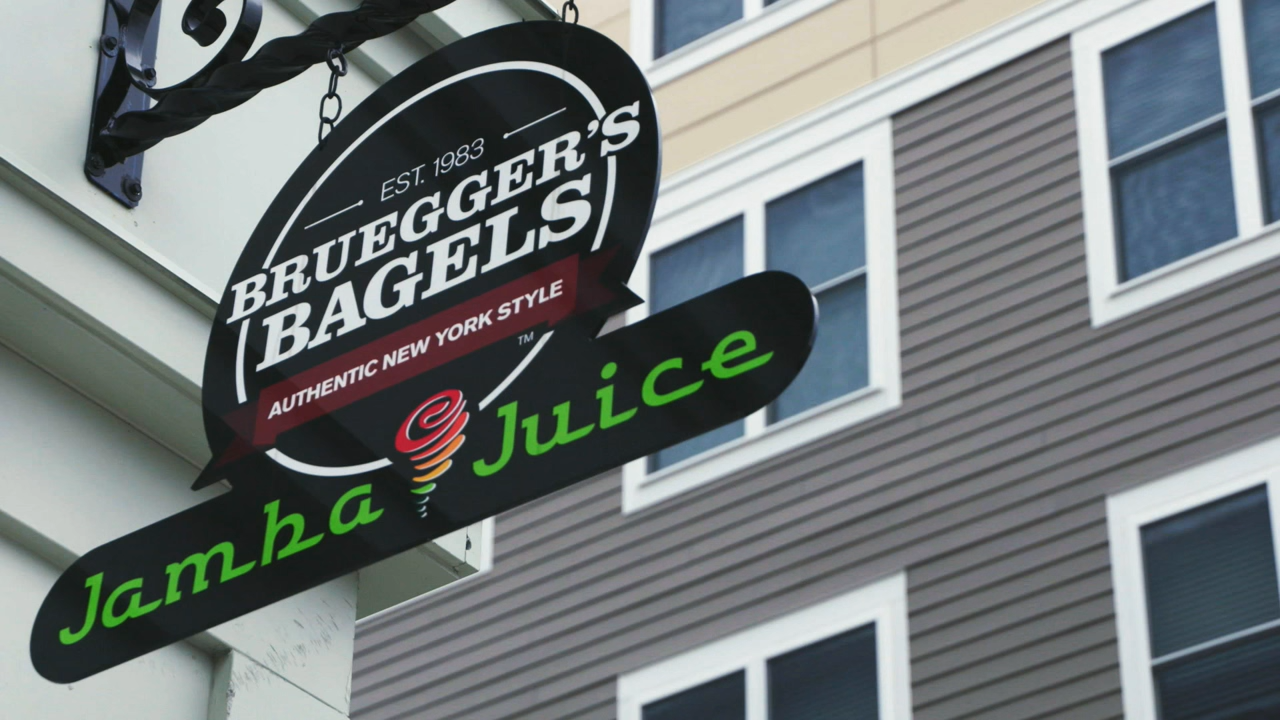 EST. 1983
BRUEGGER'S
BAGELS
AUTHENTIC NEW YORK STYLE
TM
Jamba Juice